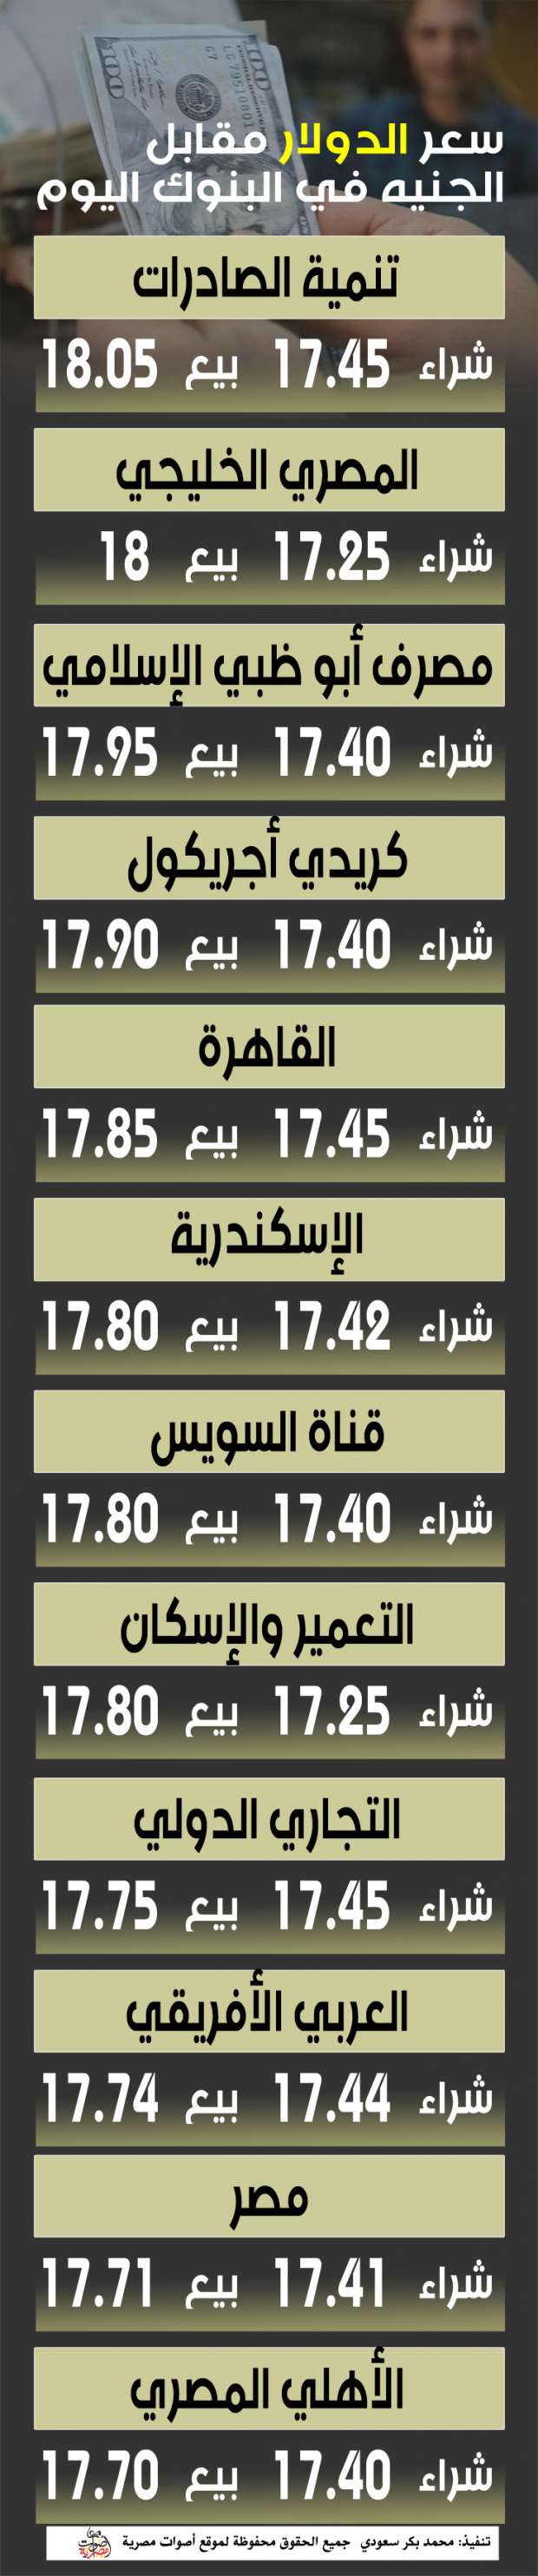 سعر الدولار مقابل
الجنيه في البنوك اليوم
تنمية الصادرات
شراء 17.45 بيع 18.05
المصري الخليجي
شراء 17.25 بيع 18
مصرف أبو ظبي الإسلامي
شراء 17.40 بيع 17.95
كريدي أجريكول
شراء 17.40 بيع 17.90
القاهرة
شراء 17.45 بيع 17.85
الإسكندرية
شراء 17.42 بيع 17.80
قناة السويس
شراء 17.40 بيع 17.80
التعمير والإسكان
شراء 17.25 بيع 17.80
التجاري الدولي
شراء 17.45 بيع 17.75
العربي الأفريقي
شراء 17.44 بيع 17.74
مصر
شراء 17.41 بيع 17.71
الأهلي المصري
شراء 17.40 بيع 17.70
تنفيذ: محمد بكر سعودي جميع الحقوق محفوظة لموقع أصوات مصرية
أصوات مصرية